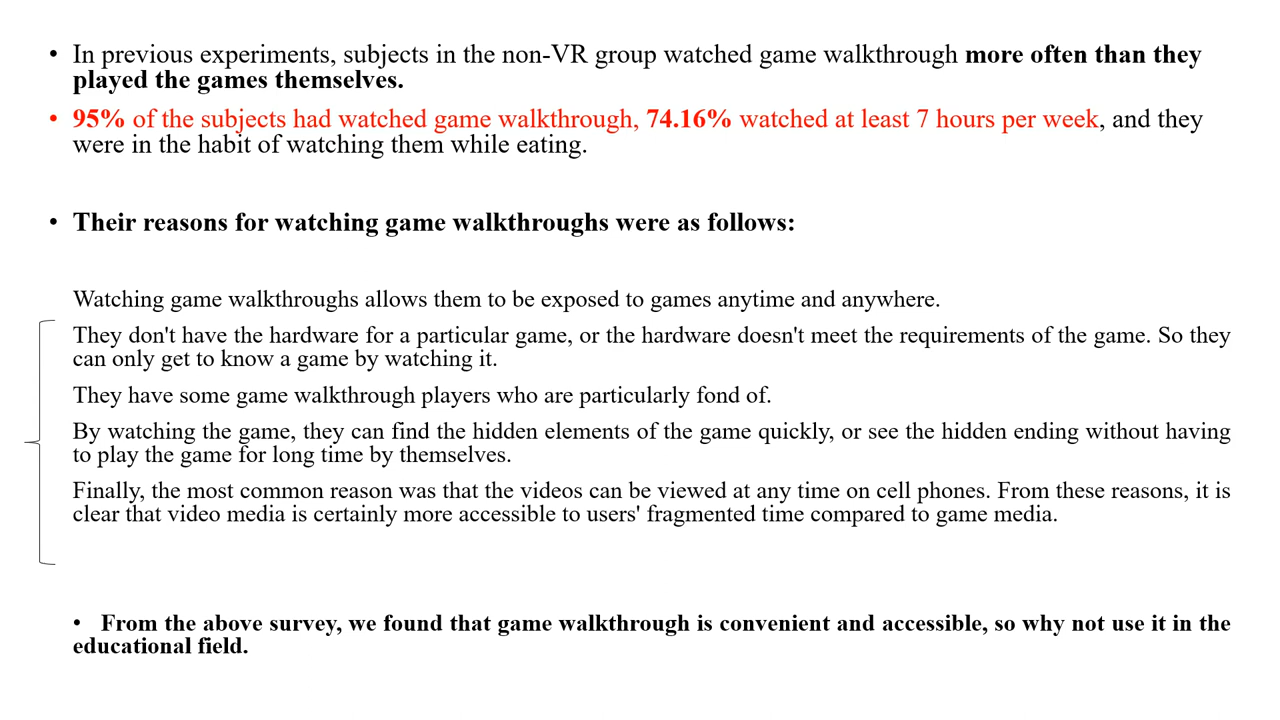 • In previous experiments, subjects in the non-VR group watched game walkthrough more often than they
played the games themselves.
• 95% of the subjects had watched game walkthrough, 74.16% watched at least 7 hours per week, and they
were in the habit of watching them while eating.
• Their reasons for watching game walkthroughs were as follows:
Watching game walkthroughs allows them to be exposed to games anytime and anywhere.
They don't have the hardware for a particular game, or the hardware doesn't meet the requirements of the game. So they
can only get to know a game by watching it.
They have some game walkthrough players who are particularly fond of.
By watching the game, they can find the hidden elements of the game quickly, or see the hidden ending without having
to play the game for long time by themselves.
Finally, the most common reason was that the videos can be viewed at any time on cell phones. From these reasons, it is
clear that video media is certainly more accessible to users' fragmented time compared to game media.
• From the above survey, we found that game walkthrough is convenient and accessible, so why not use it in the
educational field.